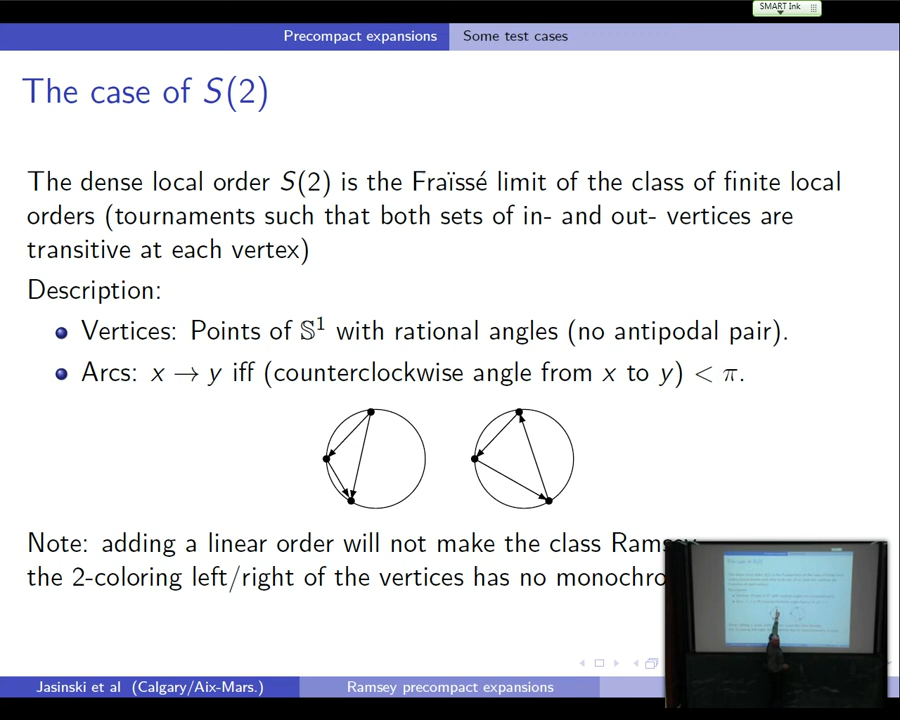 SMART Ink
Precompact expansions Some test cases
The case of S(2)
The dense local order S(2) is the Fraïssé limit of the class of finite local
orders (tournaments such that both sets of in- and out- vertices are
transitive at each vertex)
Description:
Vertices: Points of 𝕊¹ with rational angles (no antipodal pair).
Arcs: x → y iff (counterclockwise angle from x to y) < π.
Note: adding a linear order will not make the class Ramsey
the 2-coloring left/right of the vertices has no monochro
Jasinski et al (Calgary/Aix-Mars.) Ramsey precompact expansions